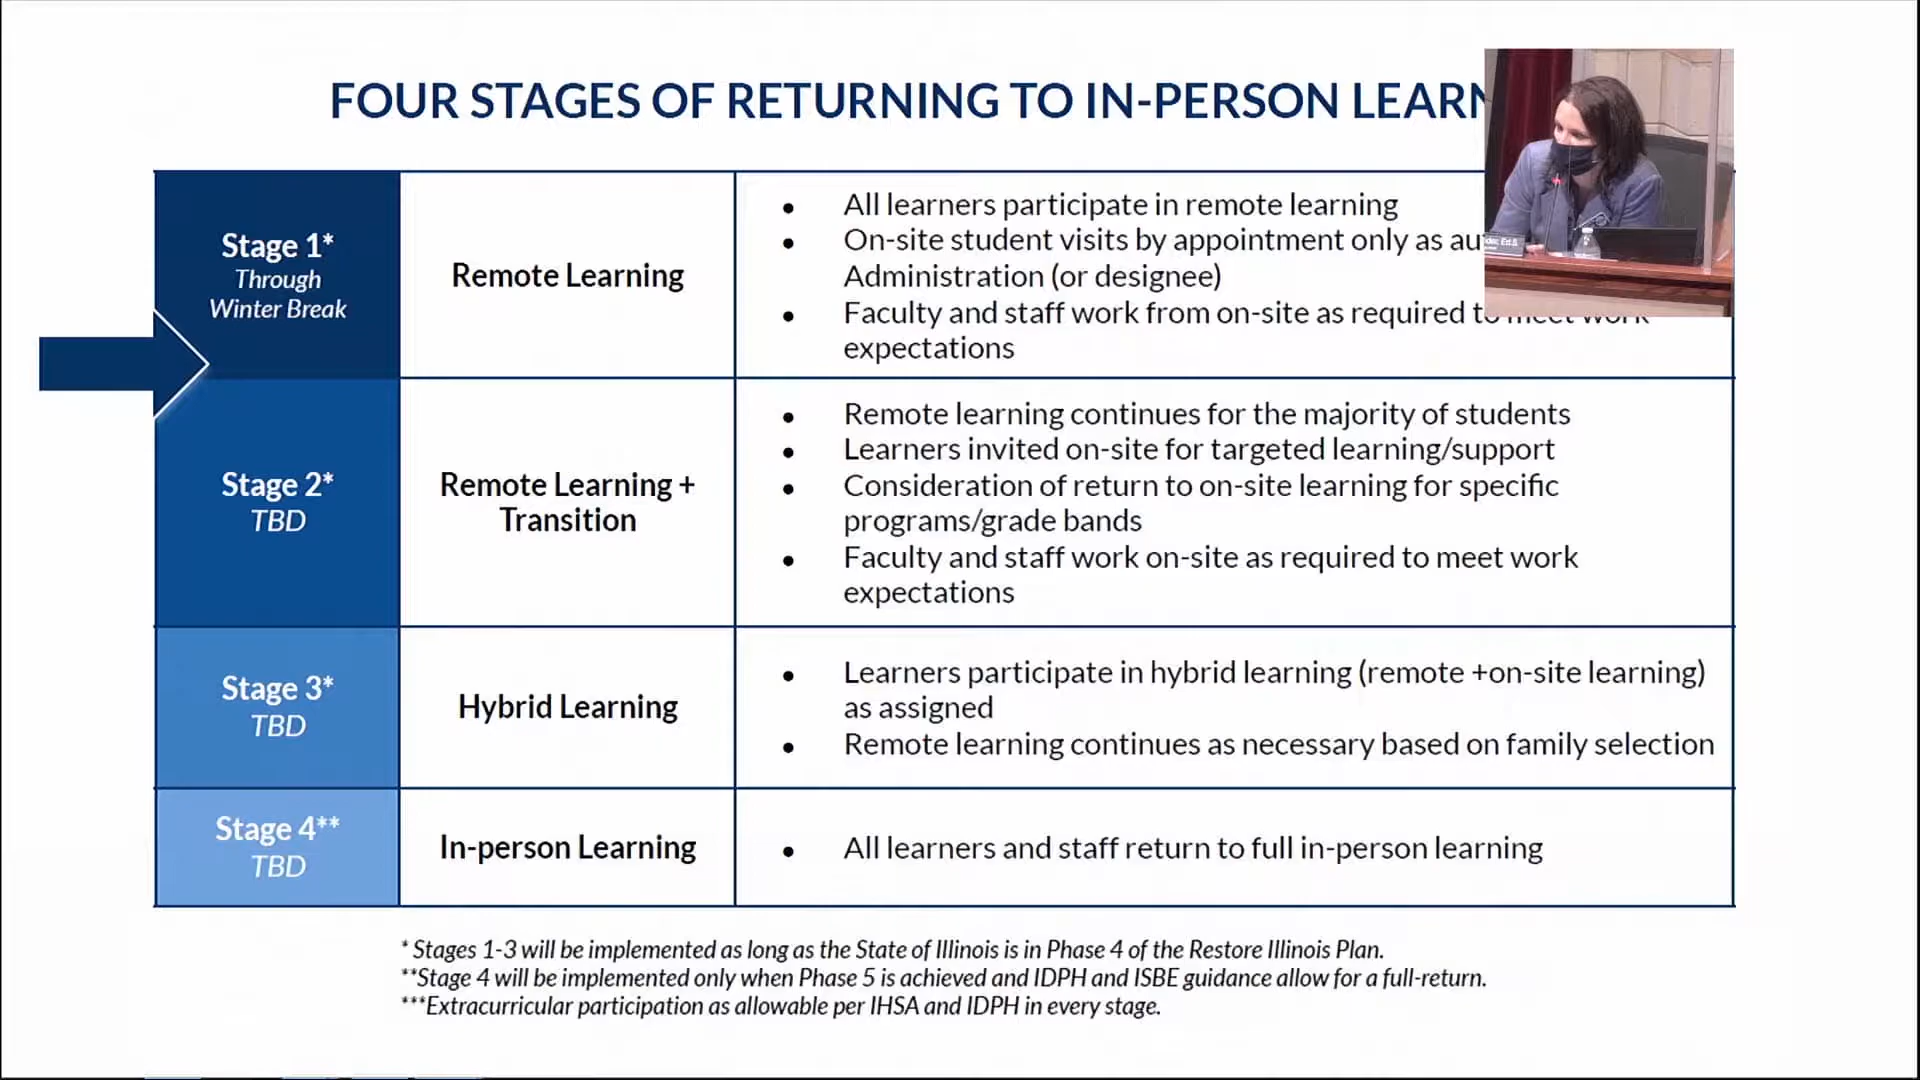 FOUR STAGES OF RETURNING TO IN-PERSON LEARN
Stage 1*
Through
Winter Break
Remote Learning
● All learners participate in remote learning
● On-site student visits by appointment only as au
Administration (or designee)
● Faculty and staff work from on-site as required to meet work
expectations
Stage 2*
TBD
Remote Learning +
Transition
● Remote learning continues for the majority of students
● Learners invited on-site for targeted learning/support
● Consideration of return to on-site learning for specific
programs/grade bands
● Faculty and staff work on-site as required to meet work
expectations
Stage 3*
TBD
Hybrid Learning
● Learners participate in hybrid learning (remote +on-site learning)
as assigned
● Remote learning continues as necessary based on family selection
Stage 4**
TBD
In-person Learning
● All learners and staff return to full in-person learning
* Stages 1-3 will be implemented as long as the State of Illinois is in Phase 4 of the Restore Illinois Plan.
**Stage 4 will be implemented only when Phase 5 is achieved and IDPH and ISBE guidance allow for a full-return.
***Extracurricular participation as allowable per IHSA and IDPH in every stage.